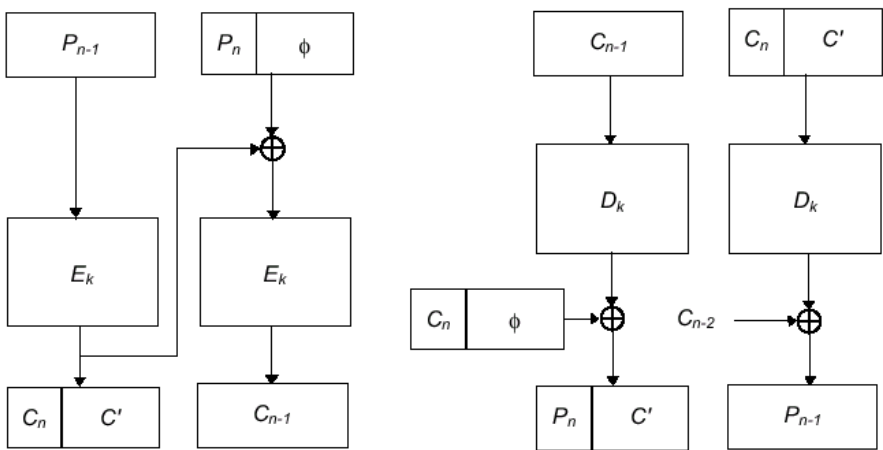 P_{n-1} P_n ϕ C_{n-1} C_n C'
D_k D_k
E_k E_k
C_n ϕ C_{n-2}
C_n C' C_{n-1} P_n C' P_{n-1}